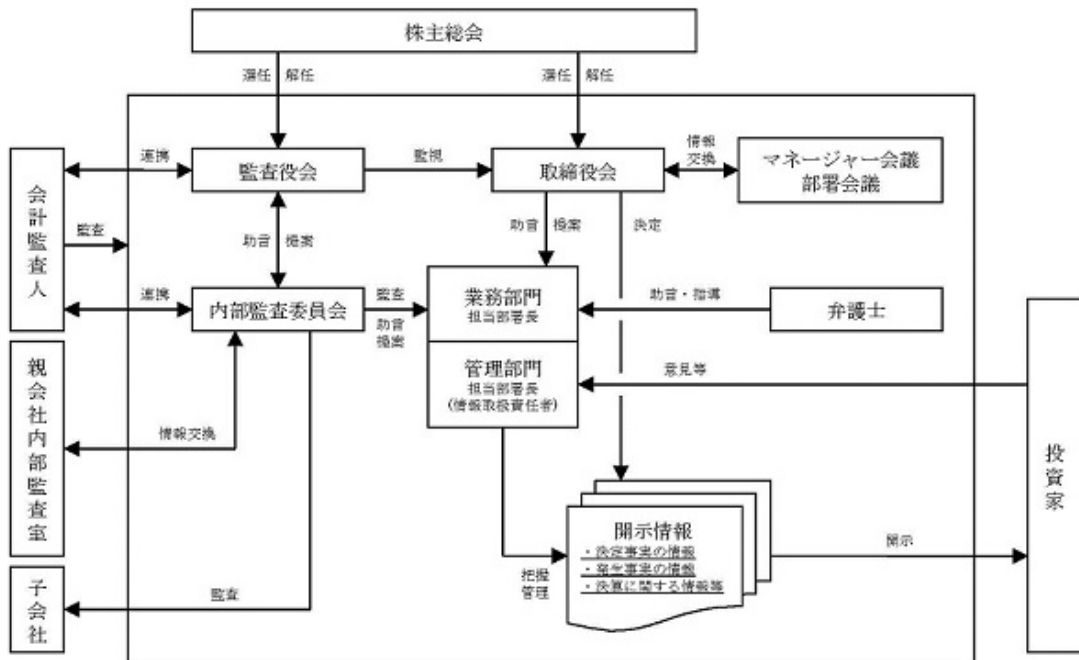 株主総会
選任 解任
選任 解任
会計監査人
連携
監査役会
監視
取締役会
情報
交換
マネージャー会議
部署会議
監査
助言 提案
助言 提案
決定
連携
内部監査委員会
監査
助言
提案
業務部門
担当部署長
助言・指導
弁護士
管理部門
担当部署長
(情報取扱責任者)
意見等
投資家
親会社内部監査室
情報交換
開示情報
・決定事実の情報
・発生事実の情報
・決算に関する情報等
把握
管理
開示
子会社
監査